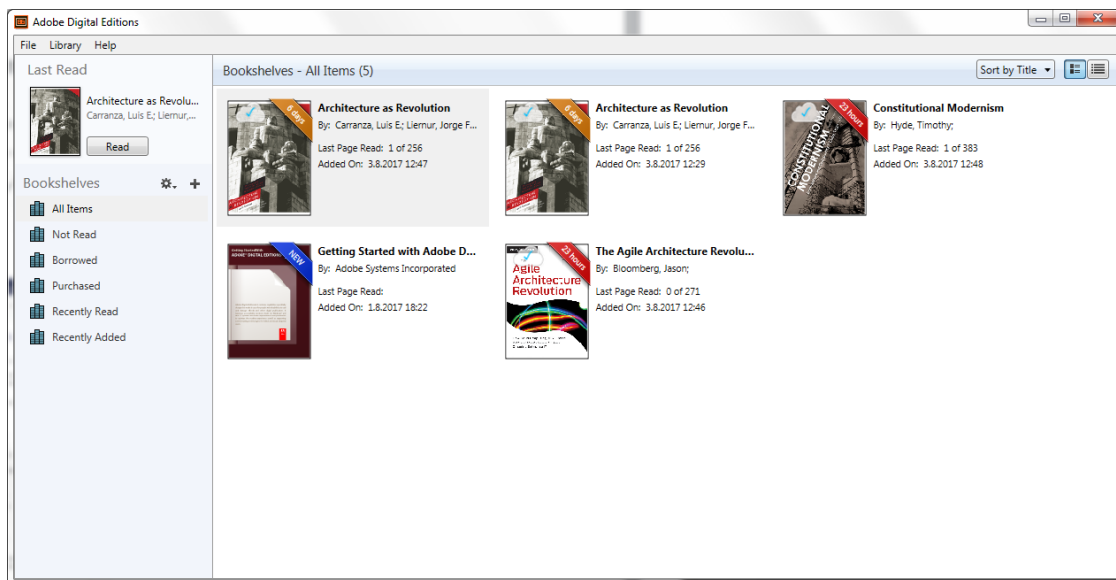 Adobe Digital Editions
File Library Help
Last Read
Architecture as Revolu...
Carranza, Luis E.; Liernur,...
Read
Bookshelves
All Items
Not Read
Borrowed
Purchased
Recently Read
Recently Added
Bookshelves - All Items (5)
Sort by Title
6 days
Architecture as Revolution
By: Carranza, Luis E.; Liernur, Jorge F...
Last Page Read: 1 of 256
Added On: 3.8.2017 12:47
6 days
Architecture as Revolution
By: Carranza, Luis E.; Liernur, Jorge F...
Last Page Read: 1 of 256
Added On: 3.8.2017 12:29
23 hours
CONSTITUTIONAL
MODERNISM
Constitutional Modernism
By: Hyde, Timothy;
Last Page Read: 1 of 383
Added On: 3.8.2017 12:48
NEW
ADOBE DIGITAL EDITIONS
Getting Started with Adobe D...
By: Adobe Systems Incorporated
Last Page Read:
Added On: 1.8.2017 18:22
23 hours
Agile
Architecture
Revolution
The Agile Architecture Revolu...
By: Bloomberg, Jason;
Last Page Read: 0 of 271
Added On: 3.8.2017 12:46